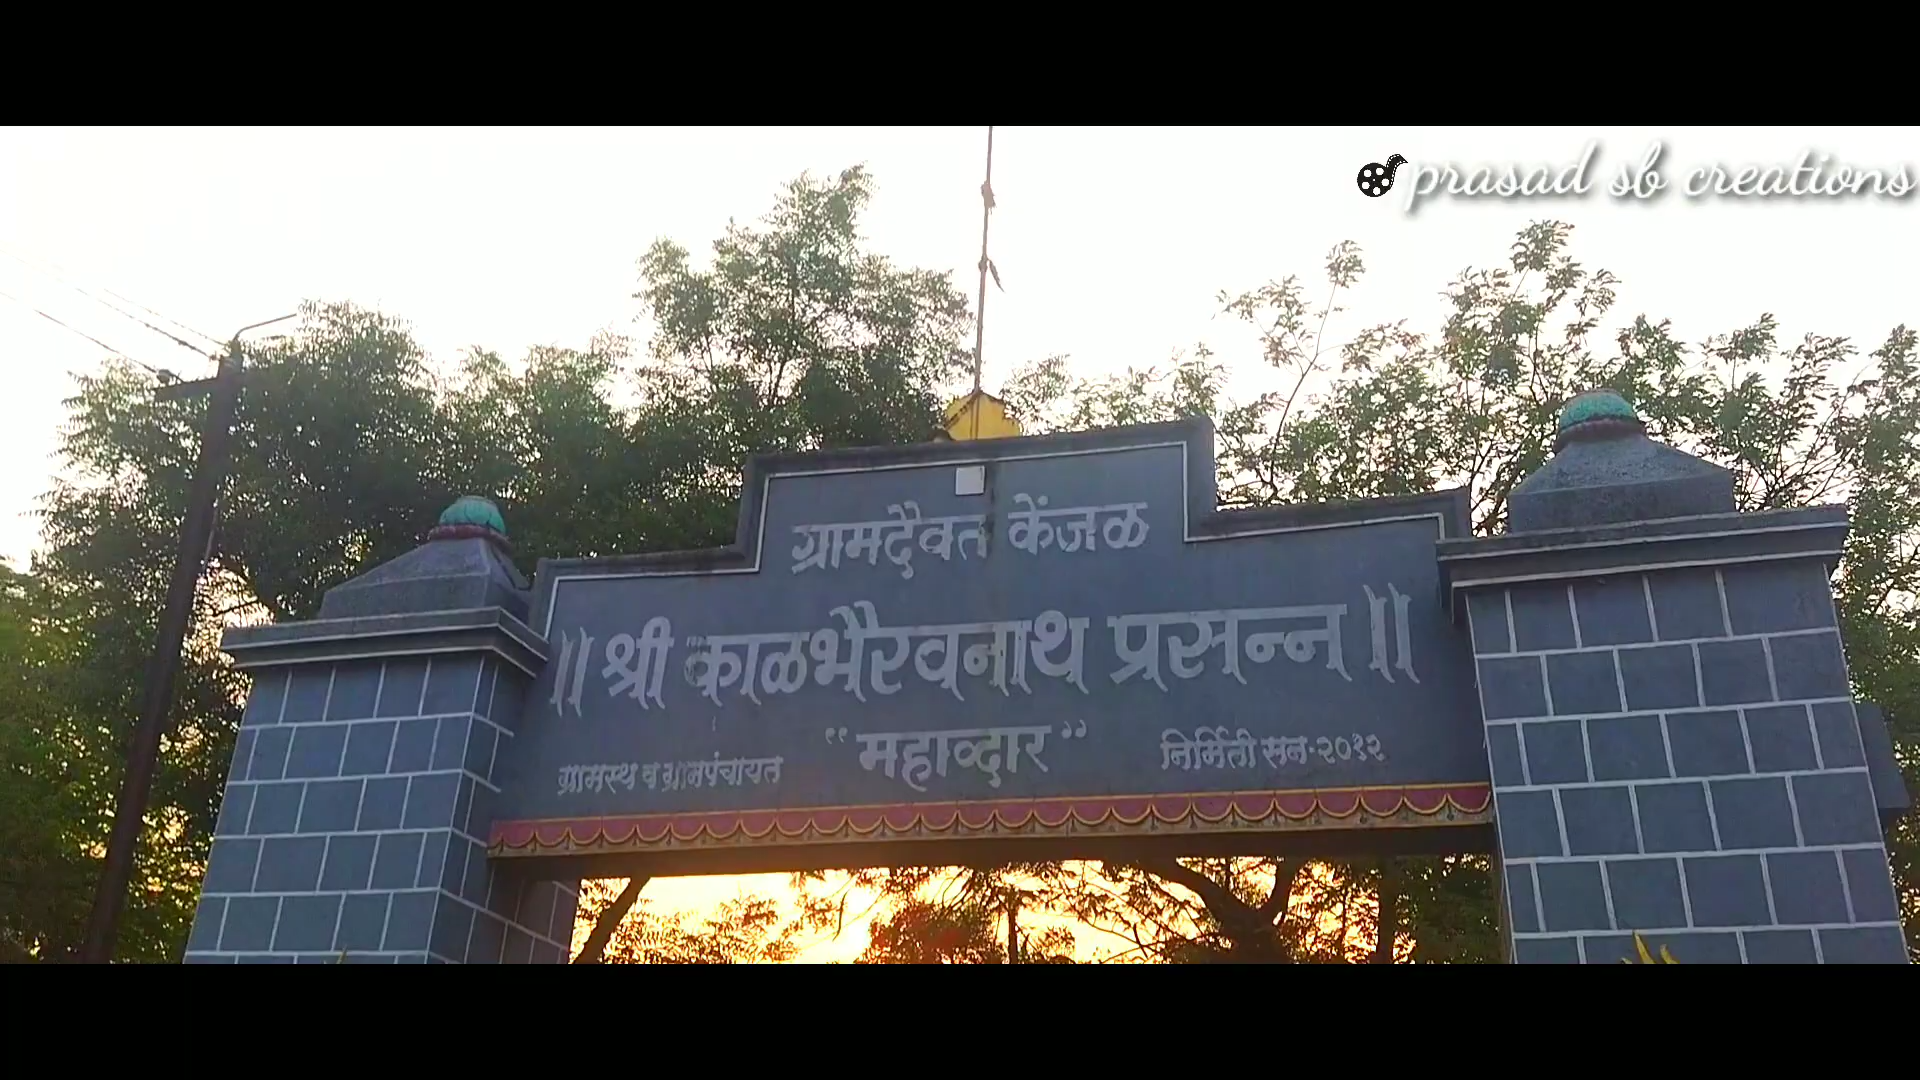 prasad sb creations
ग्रामदैवत केंजळ
॥ श्री काळभैरवनाथ प्रसन्न ॥
“महाव्दार”
ग्रामस्थ व ग्रामपंचायत
निर्मिती सन·२०१२